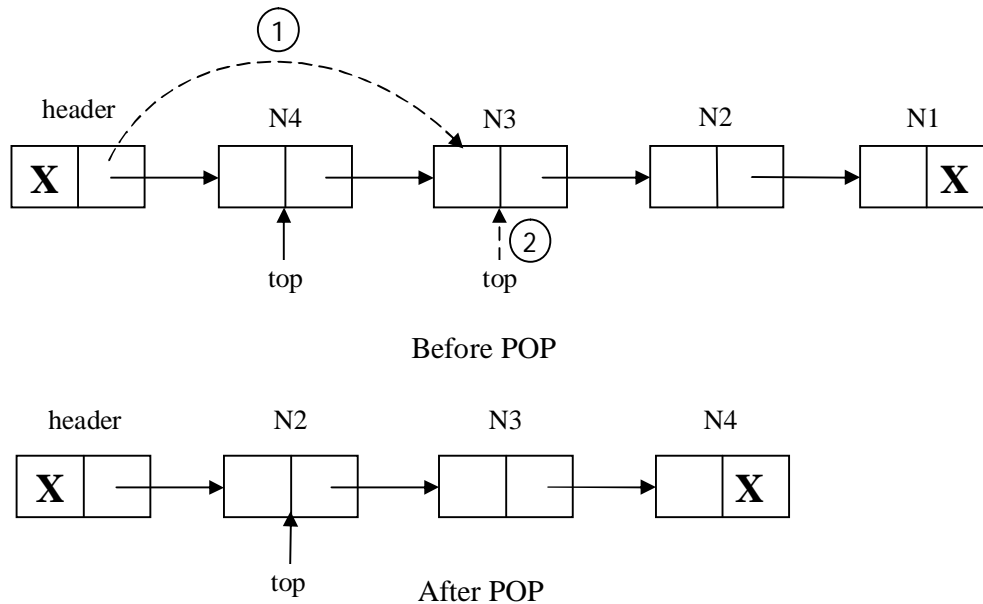 1
header N4 N3 N2 N1
X X
2
top top
Before POP
header N2 N3 N4
X X
top
After POP